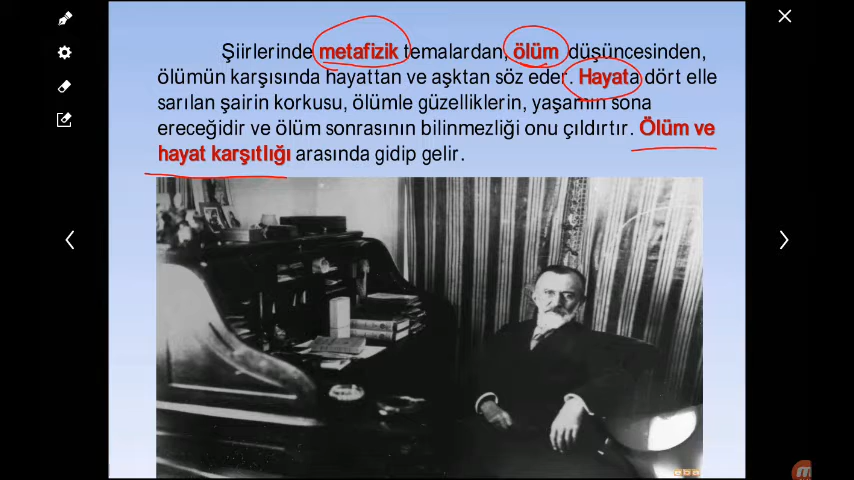 Şiirlerinde metafizik temalardan, ölüm düşüncesinden,
ölümün karşısında hayattan ve aşktan söz eder. Hayata dört elle
sarılan şairin korkusu, ölümle güzelliklerin, yaşamın sona
ereceğidir ve ölüm sonrasının bilinmezliği onu çıldırtır. Ölüm ve
hayat karşıtlığı arasında gidip gelir.